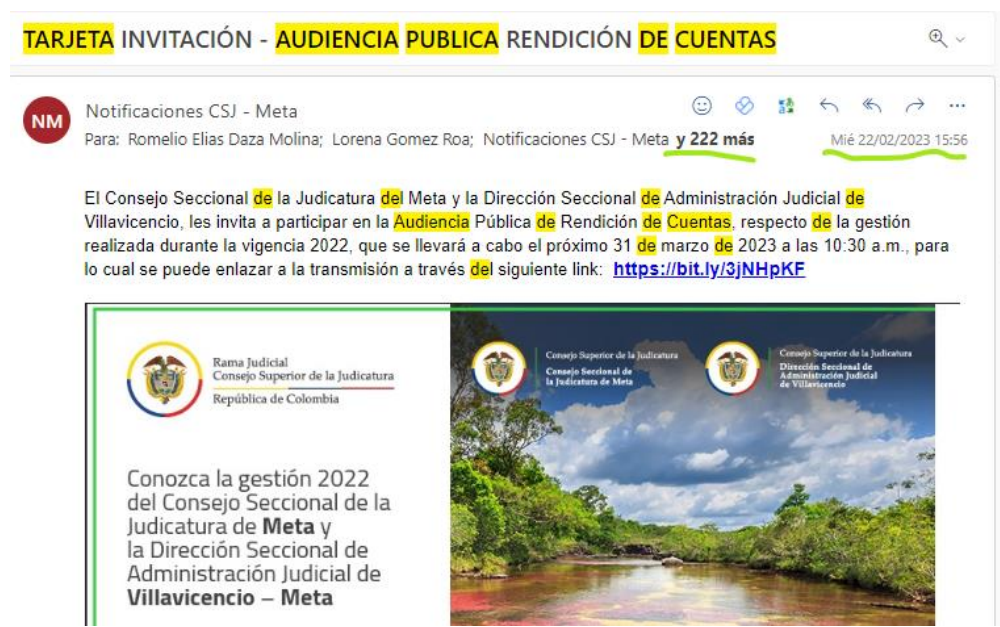 TARJETA INVITACIÓN - AUDIENCIA PUBLICA RENDICIÓN DE CUENTAS
NM
Notificaciones CSJ - Meta
Para: Romelio Elias Daza Molina; Lorena Gomez Roa; Notificaciones CSJ - Meta y 222 más
Mié 22/02/2023 15:56
El Consejo Seccional de la Judicatura del Meta y la Dirección Seccional de Administración Judicial de
Villavicencio, les invita a participar en la Audiencia Pública de Rendición de Cuentas, respecto de la gestión
realizada durante la vigencia 2022, que se llevará a cabo el próximo 31 de marzo de 2023 a las 10:30 a.m., para
lo cual se puede enlazar a la transmisión a través del siguiente link: https://bit.ly/3jNHpKF
Rama Judicial
Consejo Superior de la Judicatura
República de Colombia
Consejo Superior de la Judicatura
Consejo Seccional de
la Judicatura de Meta
Consejo Superior de la Judicatura
Dirección Seccional de
Administración Judicial
de Villavicencio
Conozca la gestión 2022
del Consejo Seccional de la
Judicatura de Meta y
la Dirección Seccional de
Administración Judicial de
Villavicencio – Meta